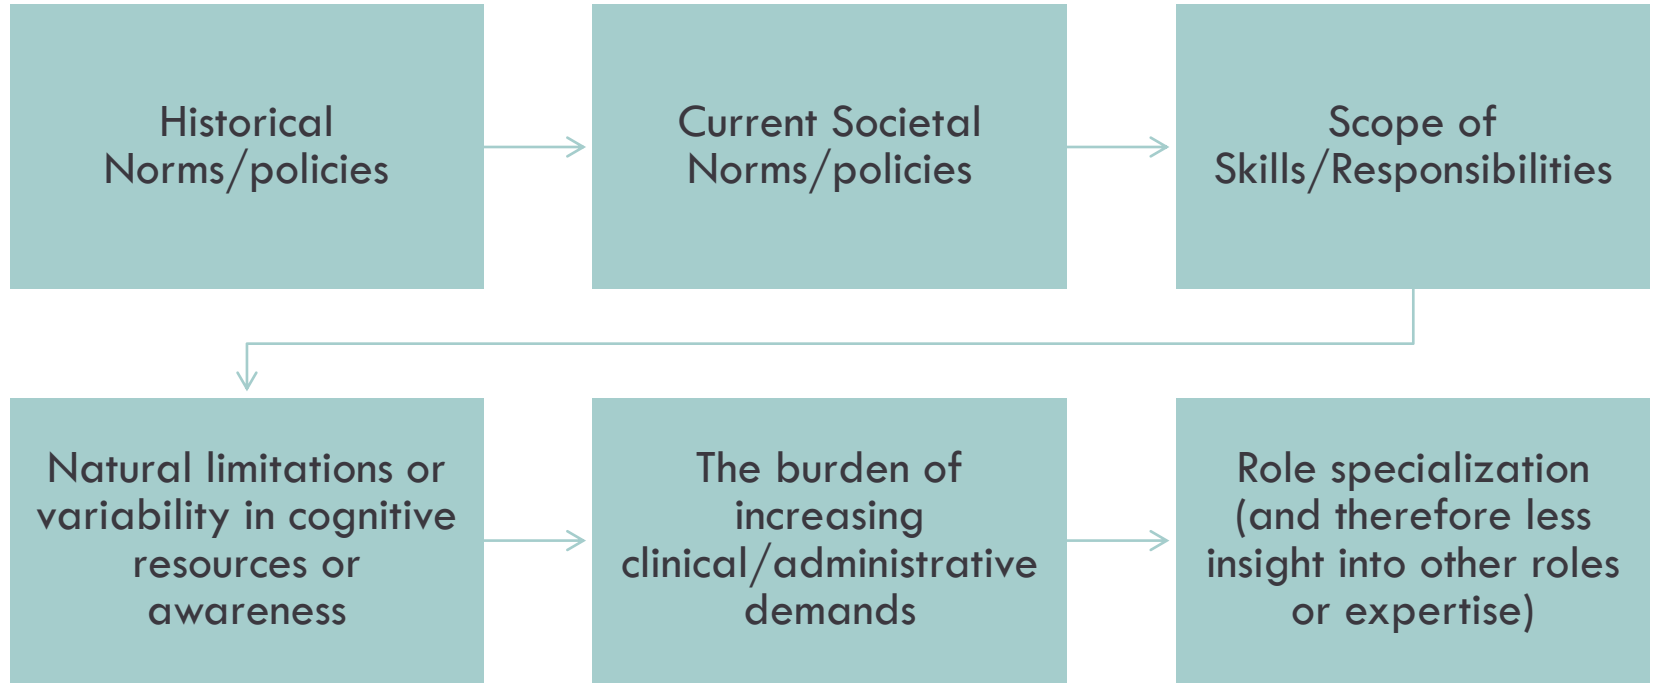 Historical
Norms/policies
Current Societal
Norms/policies
Scope of
Skills/Responsibilities
Natural limitations or
variability in cognitive
resources or
awareness
The burden of
increasing
clinical/administrative
demands
Role specialization
(and therefore less
insight into other roles
or expertise)